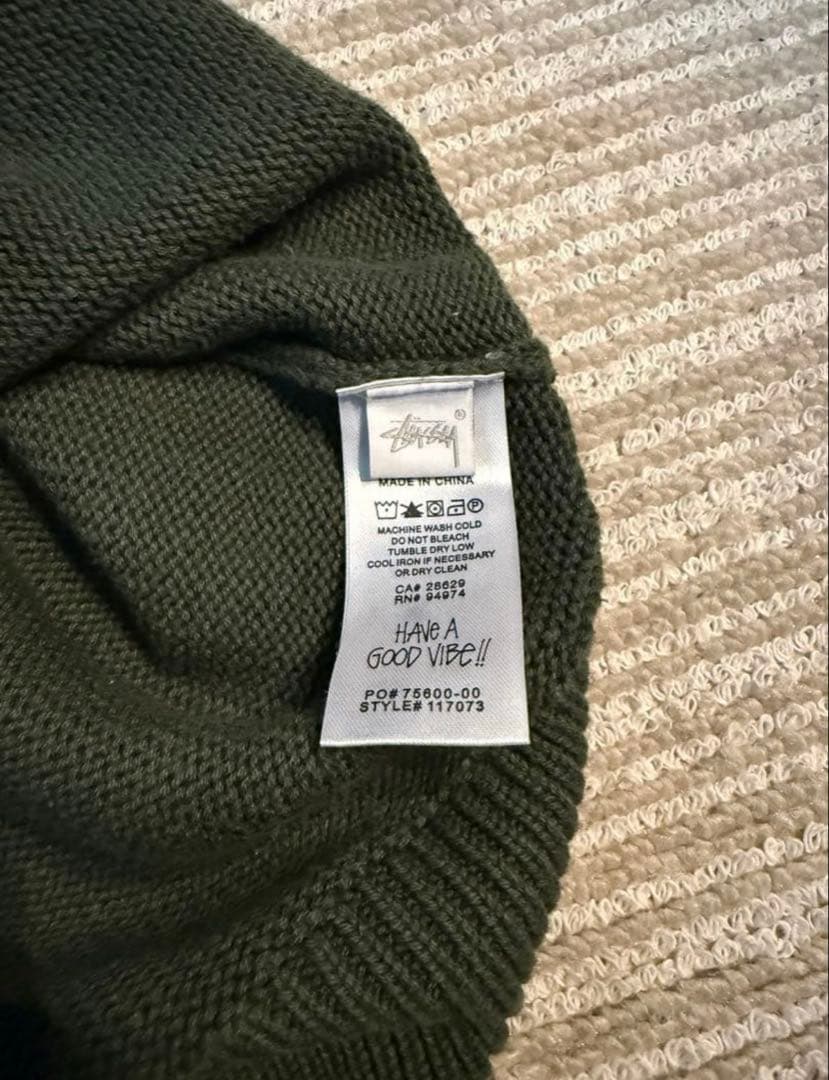 Stüssy ®
MADE IN CHINA
MACHINE WASH COLD
DO NOT BLEACH
TUMBLE DRY LOW
COOL IRON IF NECESSARY
OR DRY CLEAN
CA# 28629
RN# 94974
HAVE A
GOOD VIBE!!
PO# 75600-00
STYLE# 117073